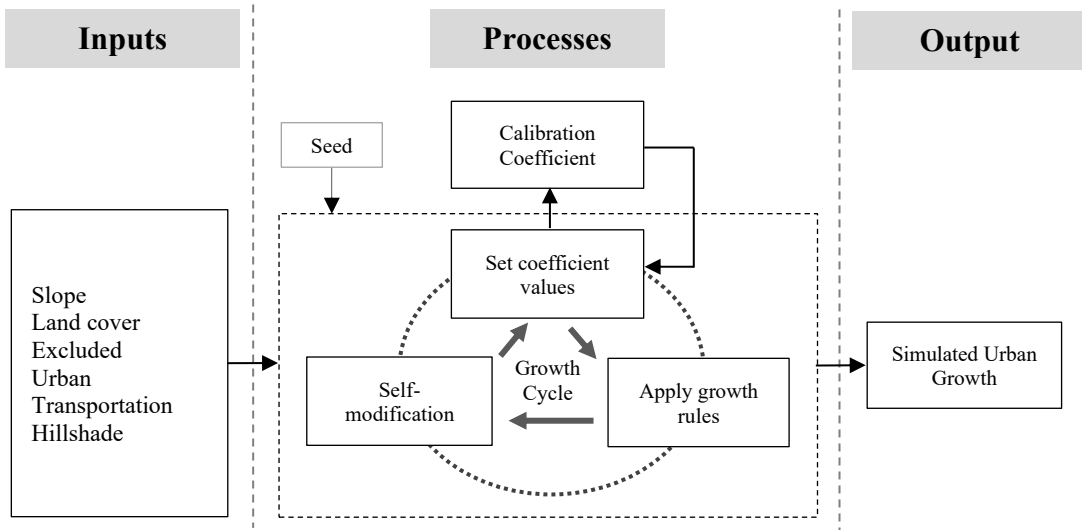 Inputs
Processes
Output
Calibration
Coefficient
Seed
Set coefficient
values
Slope
Land cover
Excluded
Urban
Transportation
Hillshade
Growth
Cycle
Self-
modification
Apply growth
rules
Simulated Urban
Growth